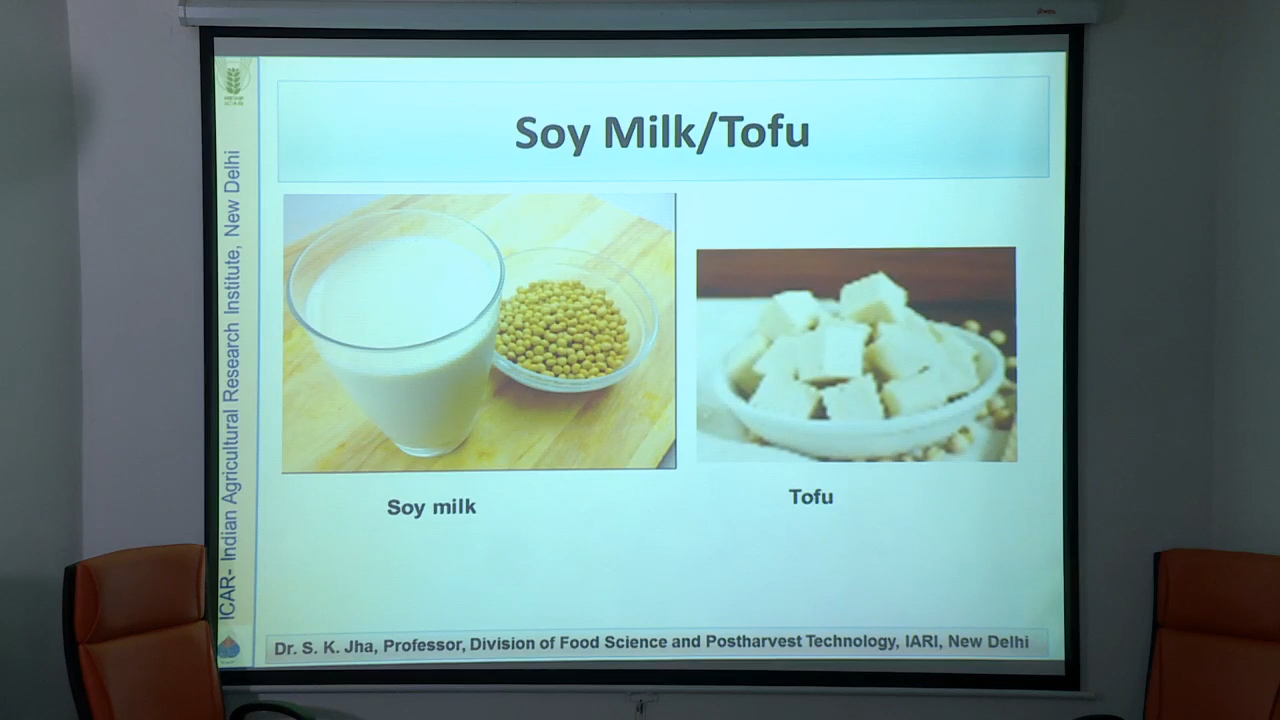 Soy Milk/Tofu
ICAR- Indian Agricultural Research Institute, New Delhi
Soy milk
Tofu
Dr. S. K. Jha, Professor, Division of Food Science and Postharvest Technology, IARI, New Delhi